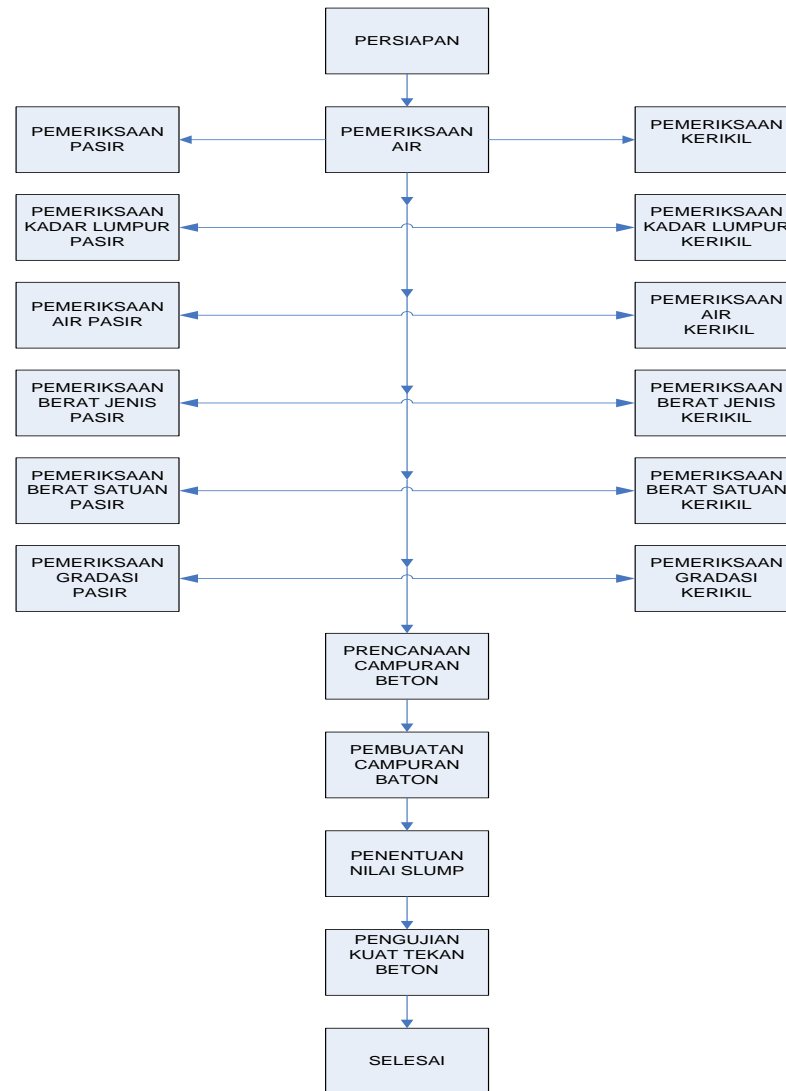 PERSIAPAN
PEMERIKSAAN
PASIR
PEMERIKSAAN
AIR
PEMERIKSAAN
KERIKIL
PEMERIKSAAN
KADAR LUMPUR
PASIR
PEMERIKSAAN
KADAR LUMPUR
KERIKIL
PEMERIKSAAN
AIR PASIR
PEMERIKSAAN
AIR
KERIKIL
PEMERIKSAAN
BERAT JENIS
PASIR
PEMERIKSAAN
BERAT JENIS
KERIKIL
PEMERIKSAAN
BERAT SATUAN
PASIR
PEMERIKSAAN
BERAT SATUAN
KERIKIL
PEMERIKSAAN
GRADASI
PASIR
PEMERIKSAAN
GRADASI
KERIKIL
PRENCANAAN
CAMPURAN
BETON
PEMBUATAN
CAMPURAN
BATON
PENENTUAN
NILAI SLUMP
PENGUJIAN
KUAT TEKAN
BETON
SELESAI